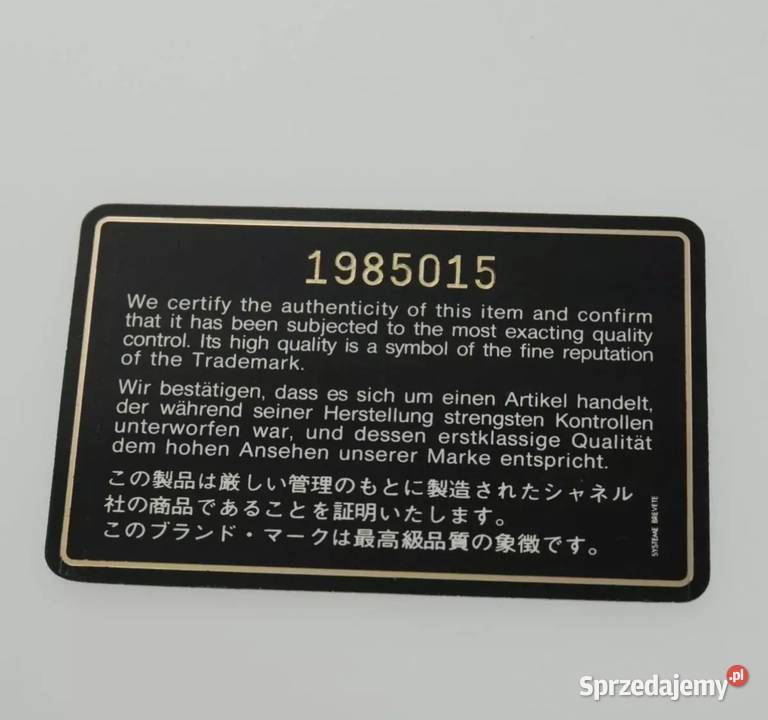 1985015
We certify the authenticity of this item and confirm
that it has been subjected to the most exacting quality
control. Its high quality is a symbol of the fine reputation
of the Trademark.
Wir bestätigen, dass es sich um einen Artikel handelt,
der während seiner Herstellung strengsten Kontrollen
unterworfen war, und dessen erstklassige Qualität
dem hohen Ansehen unserer Marke entspricht.
この製品は厳しい管理のもとに製造されたシャネル
社の商品であることを証明いたします。
このブランド・マークは最高級品質の象徴です。
SYSTEME BREVETE
Sprzedajemy.pl